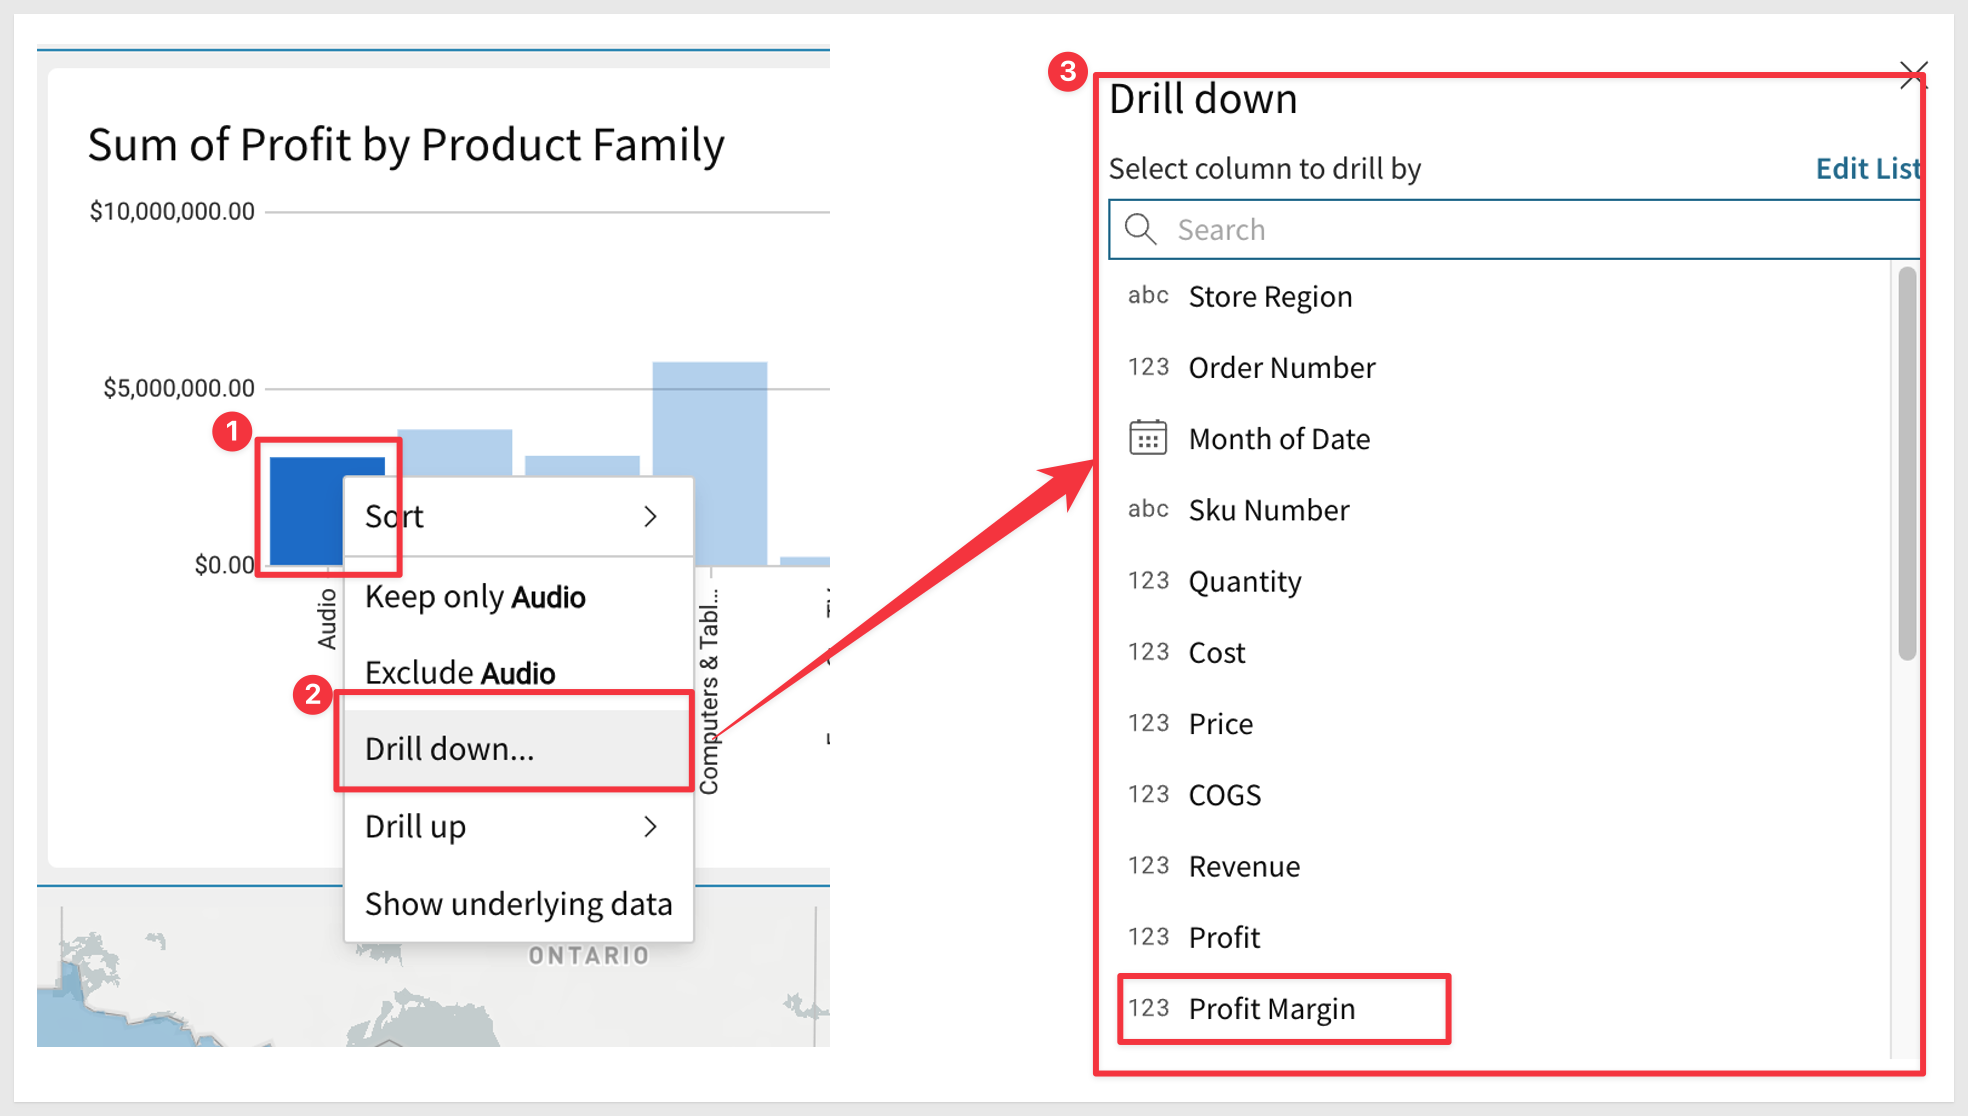 Sum of Profit by Product Family
$10,000,000.00
$5,000,000.00
$0.00
1
Audio
Computers & Tabl...
Sort
Keep only Audio
Exclude Audio
2
Drill down...
Drill up
Show underlying data
ONTARIO
3
Drill down
Select column to drill by
Edit List
Search
abc Store Region
123 Order Number
Month of Date
abc Sku Number
123 Quantity
123 Cost
123 Price
123 COGS
123 Revenue
123 Profit
123 Profit Margin